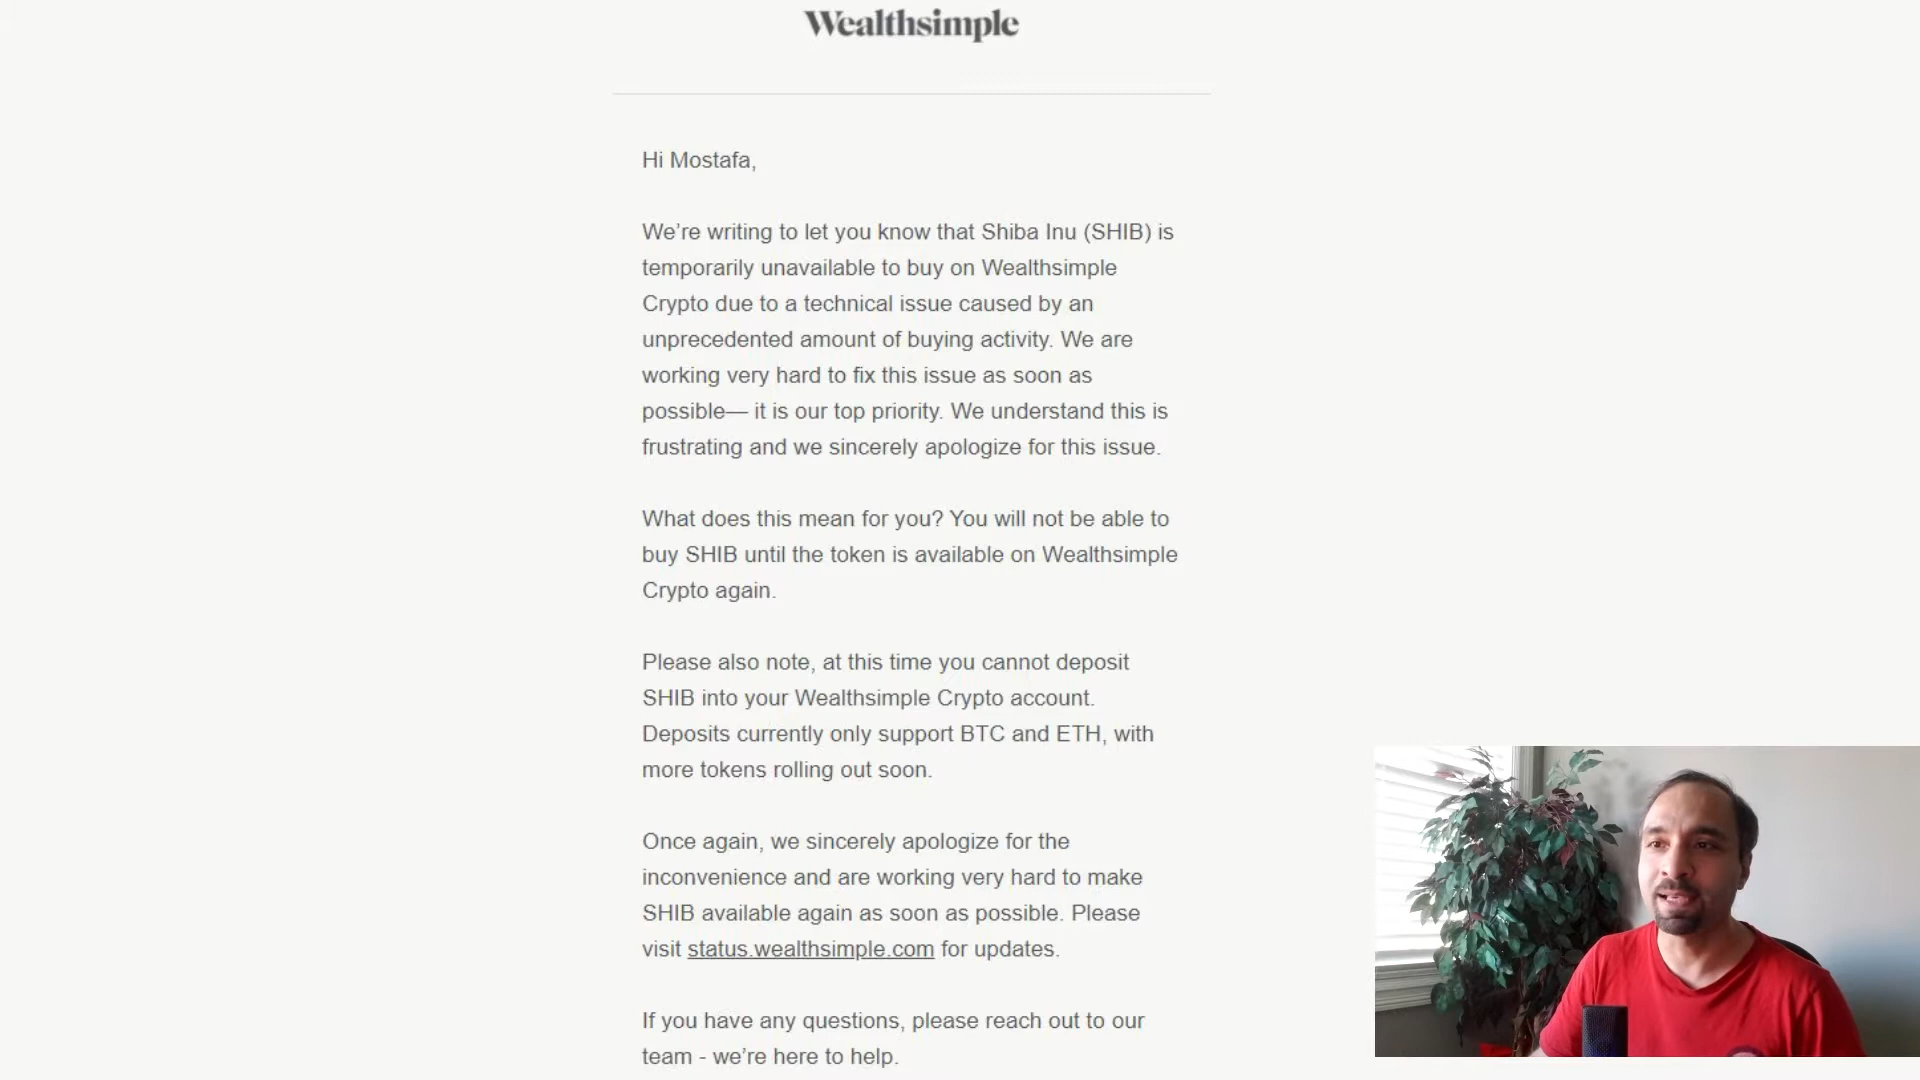 Wealthsimple
Hi Mostafa,
We’re writing to let you know that Shiba Inu (SHIB) is
temporarily unavailable to buy on Wealthsimple
Crypto due to a technical issue caused by an
unprecedented amount of buying activity. We are
working very hard to fix this issue as soon as
possible— it is our top priority. We understand this is
frustrating and we sincerely apologize for this issue.
What does this mean for you? You will not be able to
buy SHIB until the token is available on Wealthsimple
Crypto again.
Please also note, at this time you cannot deposit
SHIB into your Wealthsimple Crypto account.
Deposits currently only support BTC and ETH, with
more tokens rolling out soon.
Once again, we sincerely apologize for the
inconvenience and are working very hard to make
SHIB available again as soon as possible. Please
visit status.wealthsimple.com for updates.
If you have any questions, please reach out to our
team - we’re here to help.